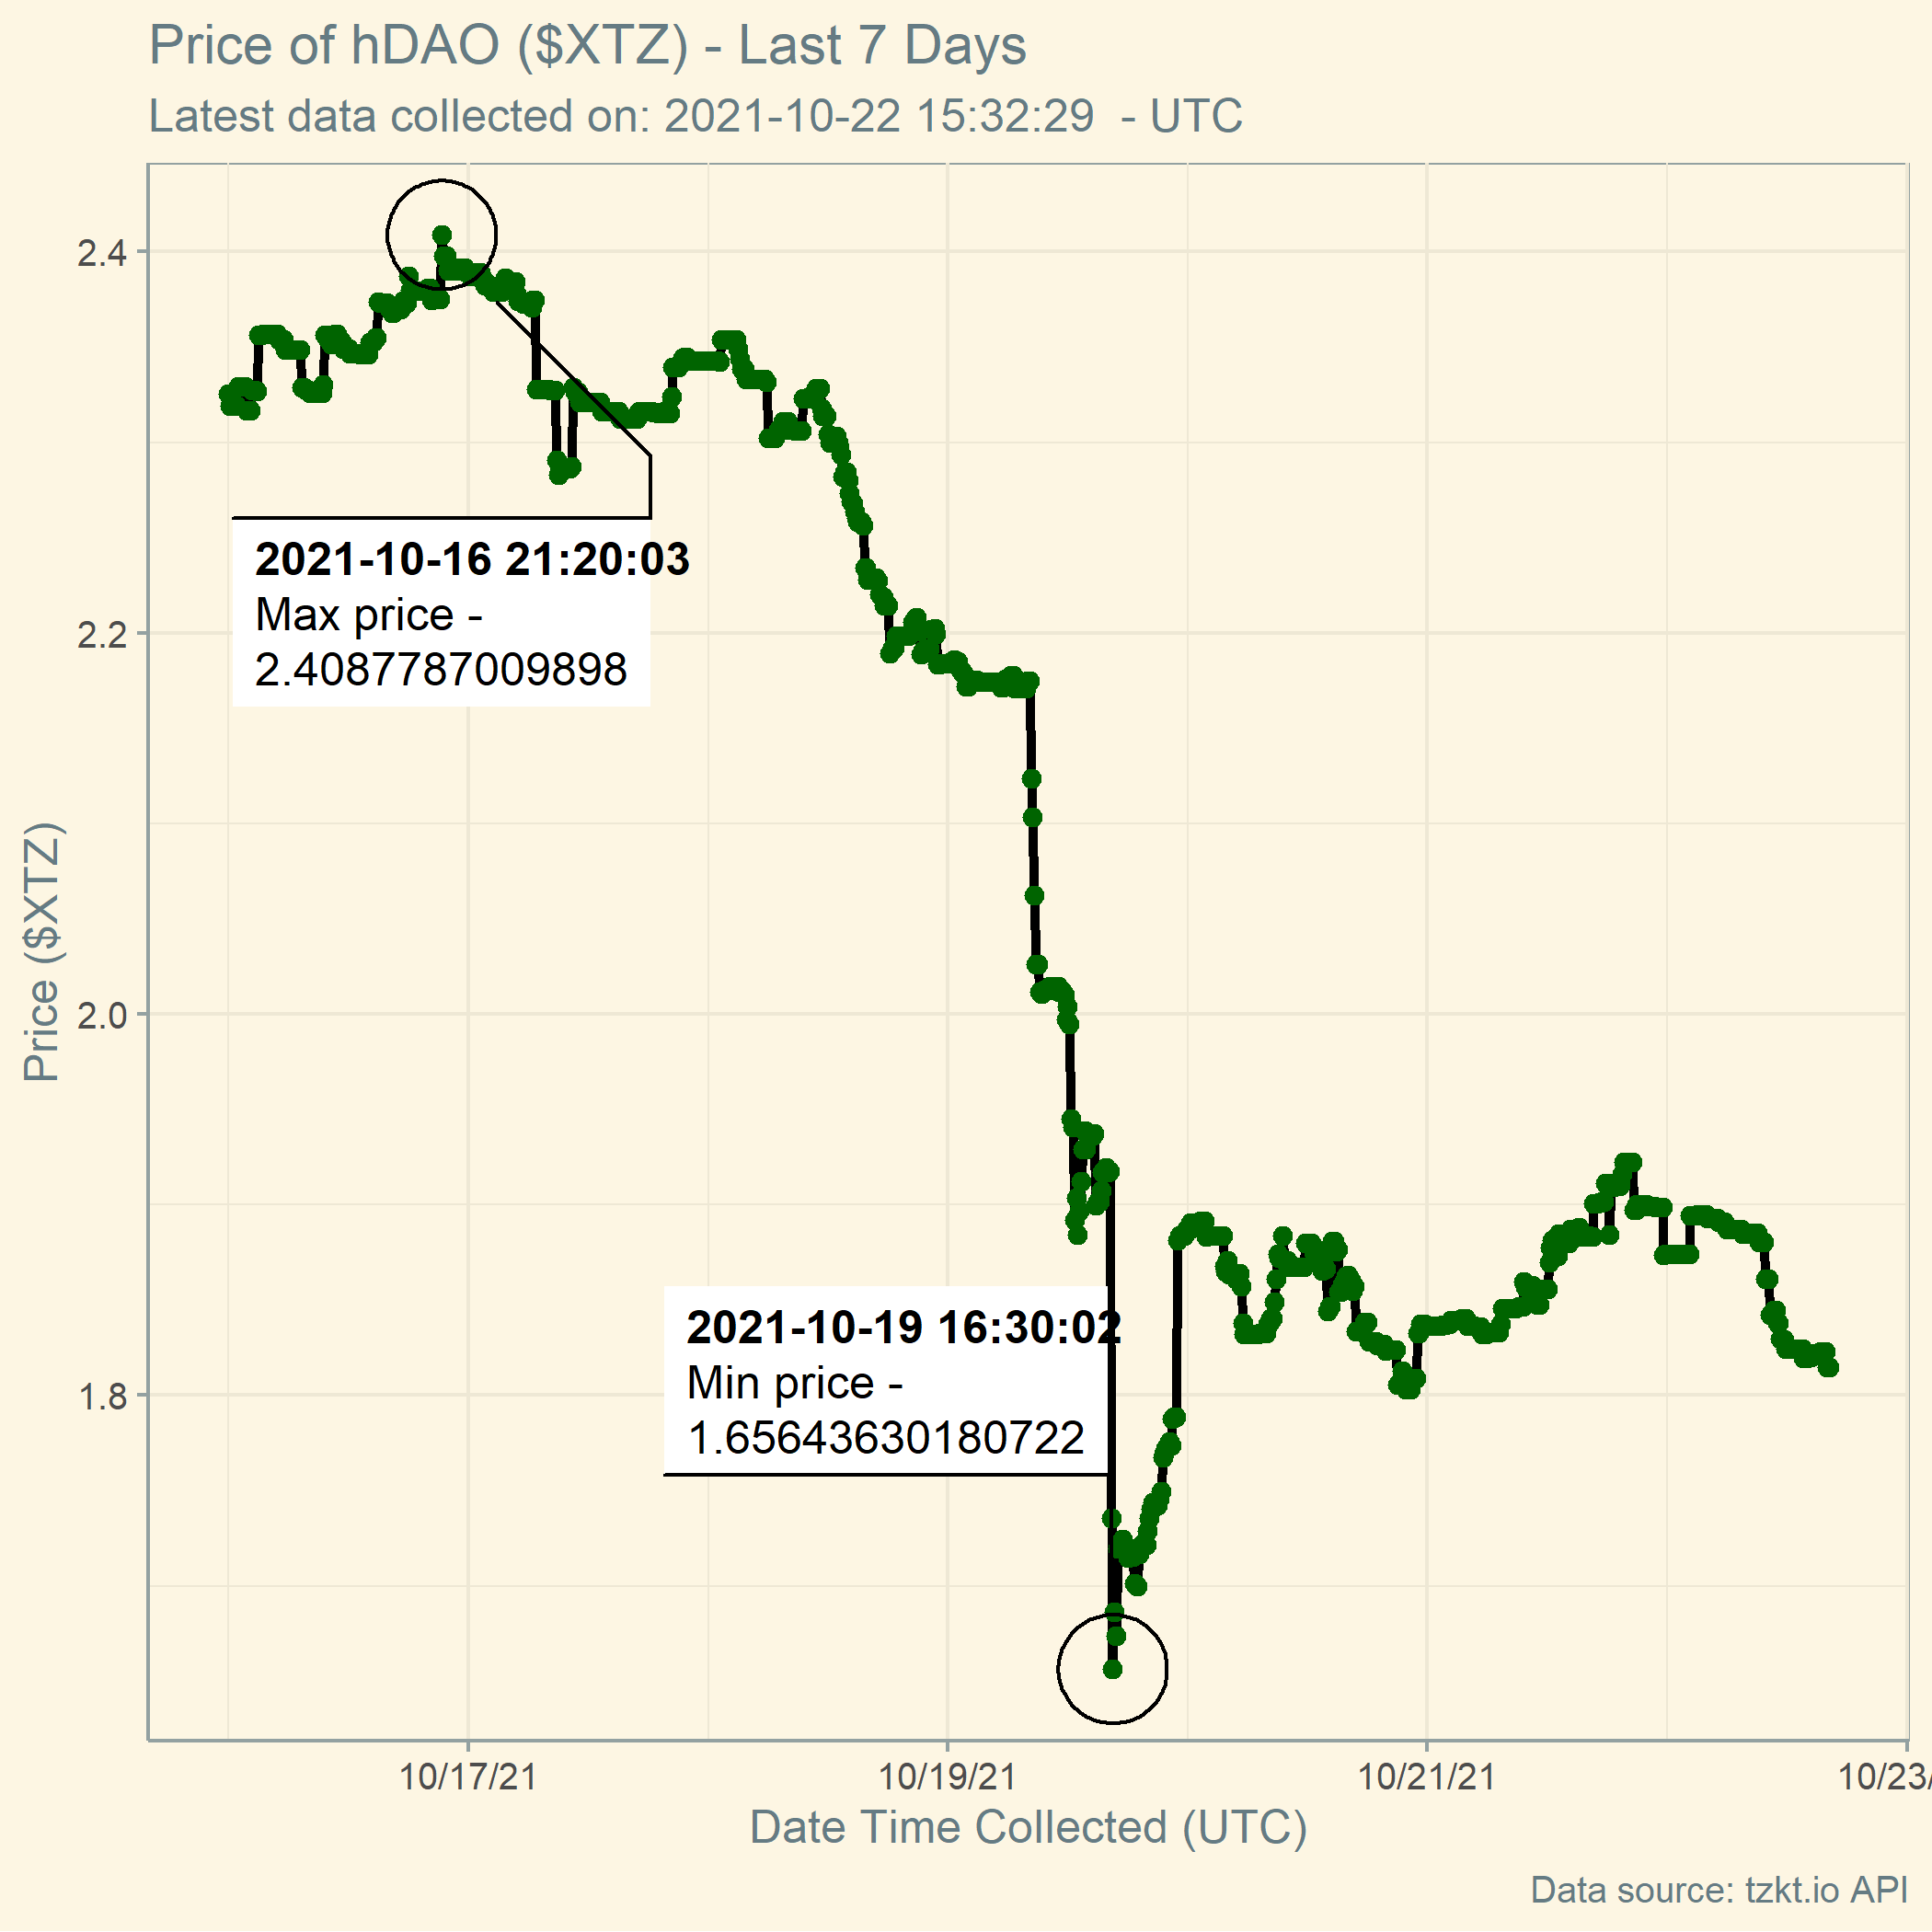 Price of hDAO ($XTZ) - Last 7 Days
Latest data collected on: 2021-10-22 15:32:29  - UTC
2.4
2.2
2.0
1.8
Price ($XTZ)
2021-10-16 21:20:03
Max price -
2.4087787009898
2021-10-19 16:30:02
Min price -
1.65643630180722
10/17/21
10/19/21
10/21/21
10/23/
Date Time Collected (UTC)
Data source: tzkt.io API